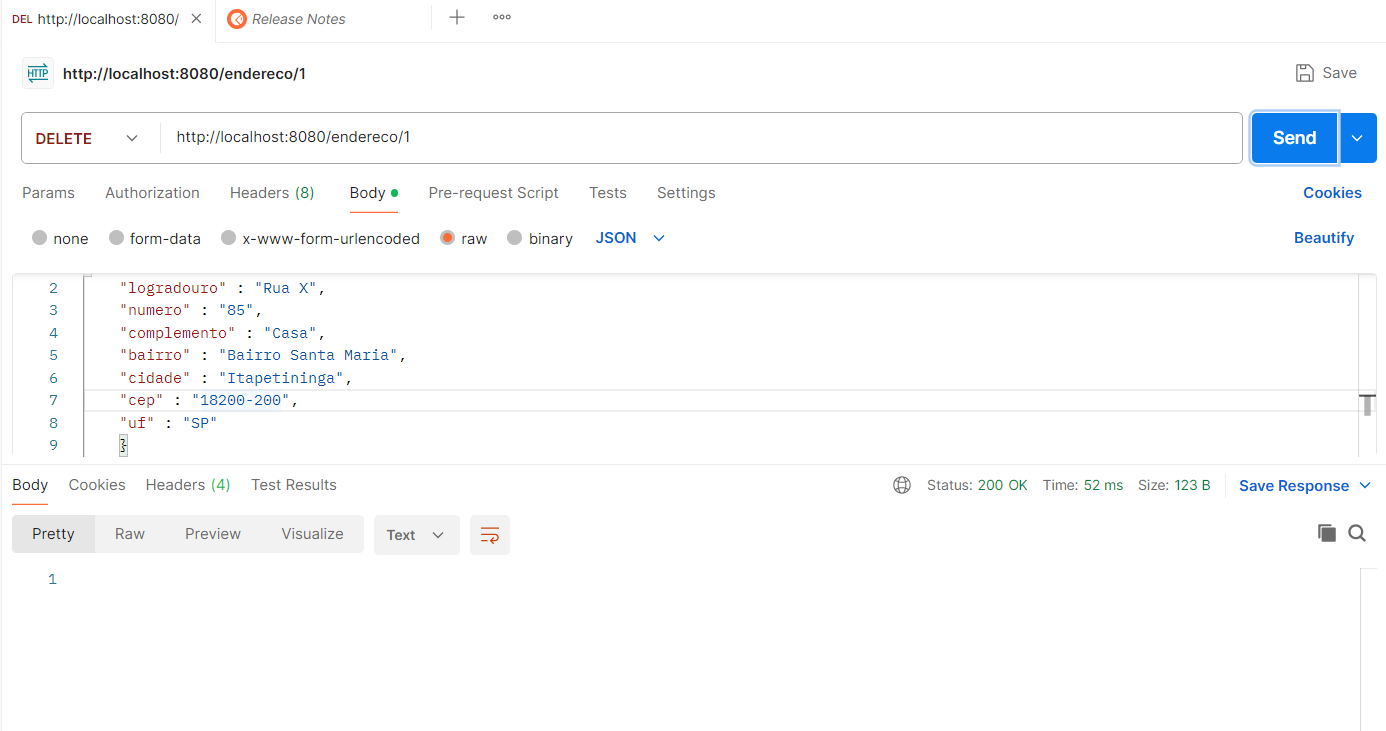 DEL http://localhost:8080/ Release Notes
HTTP http://localhost:8080/endereco/1 Save
DELETE http://localhost:8080/endereco/1 Send
Params Authorization Headers (8) Body Pre-request Script Tests Settings Cookies
none form-data x-www-form-urlencoded raw binary JSON Beautify
2 "logradouro" : "Rua X",
3 "numero" : "85",
4 "complemento" : "Casa",
5 "bairro" : "Bairro Santa Maria",
6 "cidade" : "Itapetininga",
7 "cep" : "18200-200",
8 "uf" : "SP"
9 }
Body Cookies Headers (4) Test Results Status: 200 OK Time: 52 ms Size: 123 B Save Response
Pretty Raw Preview Visualize Text
1